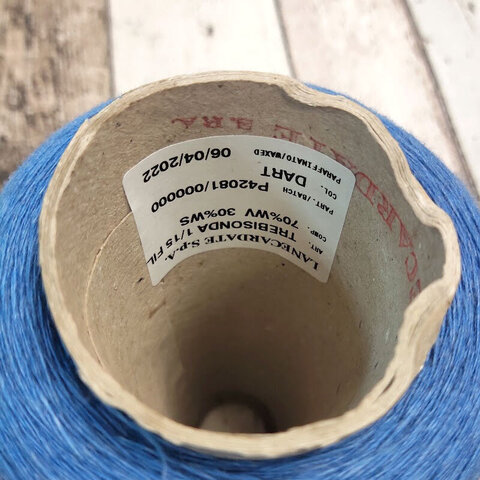 LANECARDATE S.P.A.
ART. TREBISONDA 1/15 FIL
COMP. 70%WV 30%WS
PART./BATCH P42081/000000
COL. DART
PARAFFINATO/WAXED 06/04/2022
ECARDATE S.P.A